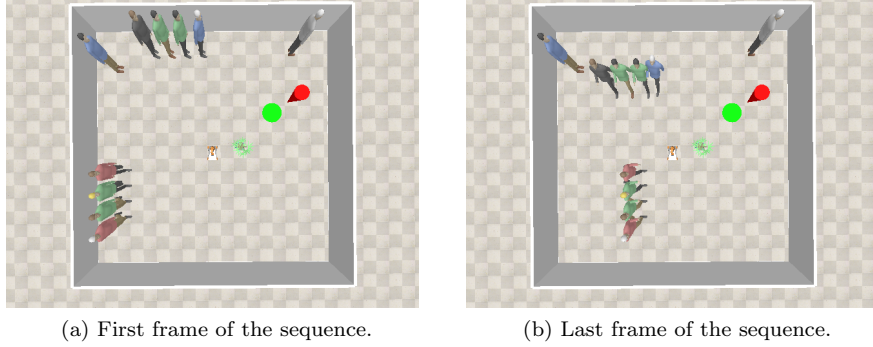 (a) First frame of the sequence.
(b) Last frame of the sequence.